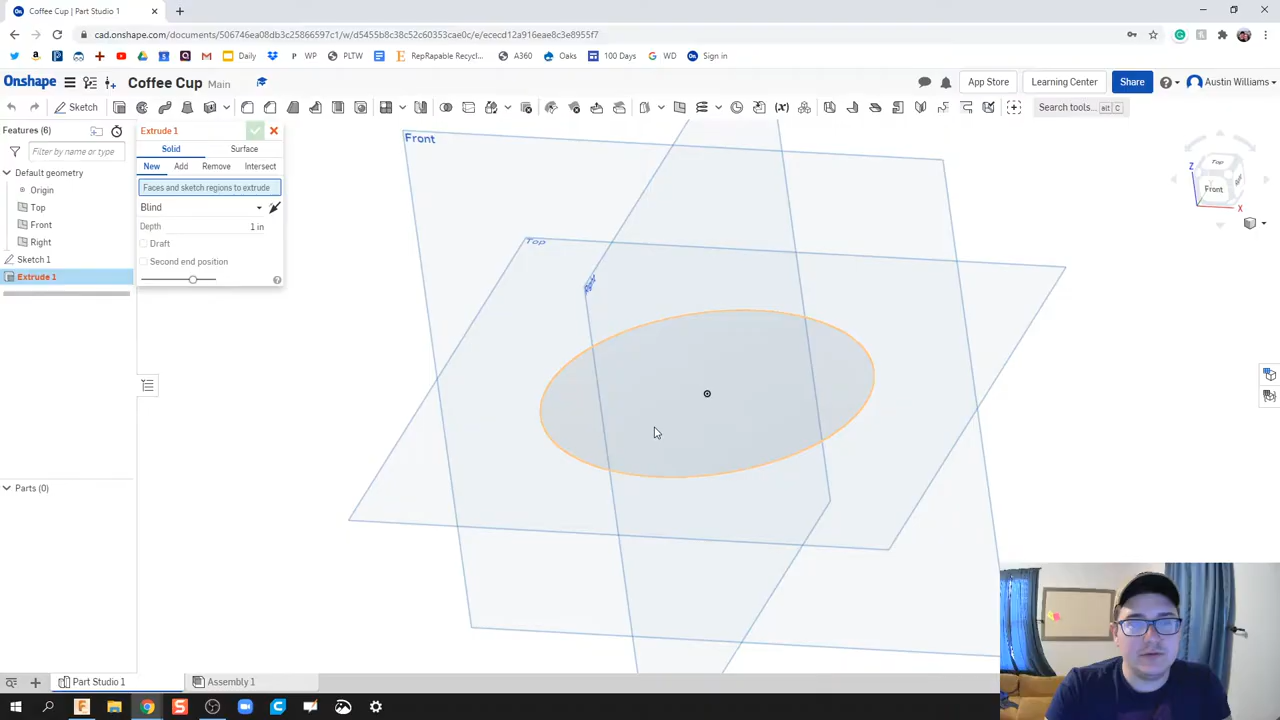 Coffee Cup | Part Studio 1
cad.onshape.com/documents/506746ea08db3c25866597c1/w/d5455b8c38c52c60353cae0c/e/ececd12a916eae8c3e8955f7
Daily
WP
PLTW
RepRapable Recycl...
A360
Oaks
100 Days
WD
Sign in
Onshape
Coffee Cup Main
App Store
Learning Center
Share
Austin Williams
Sketch
Search tools... alt C
Features (6)
Filter by name or type
Default geometry
Origin
Top
Front
Right
Sketch 1
Extrude 1
Parts (0)
Extrude 1
Solid Surface
New Add Remove Intersect
Faces and sketch regions to extrude
Blind
Depth 1 in
Draft
Second end position
Front
Top
Right
Z
Top
Front
Right
X
Part Studio 1
Assembly 1